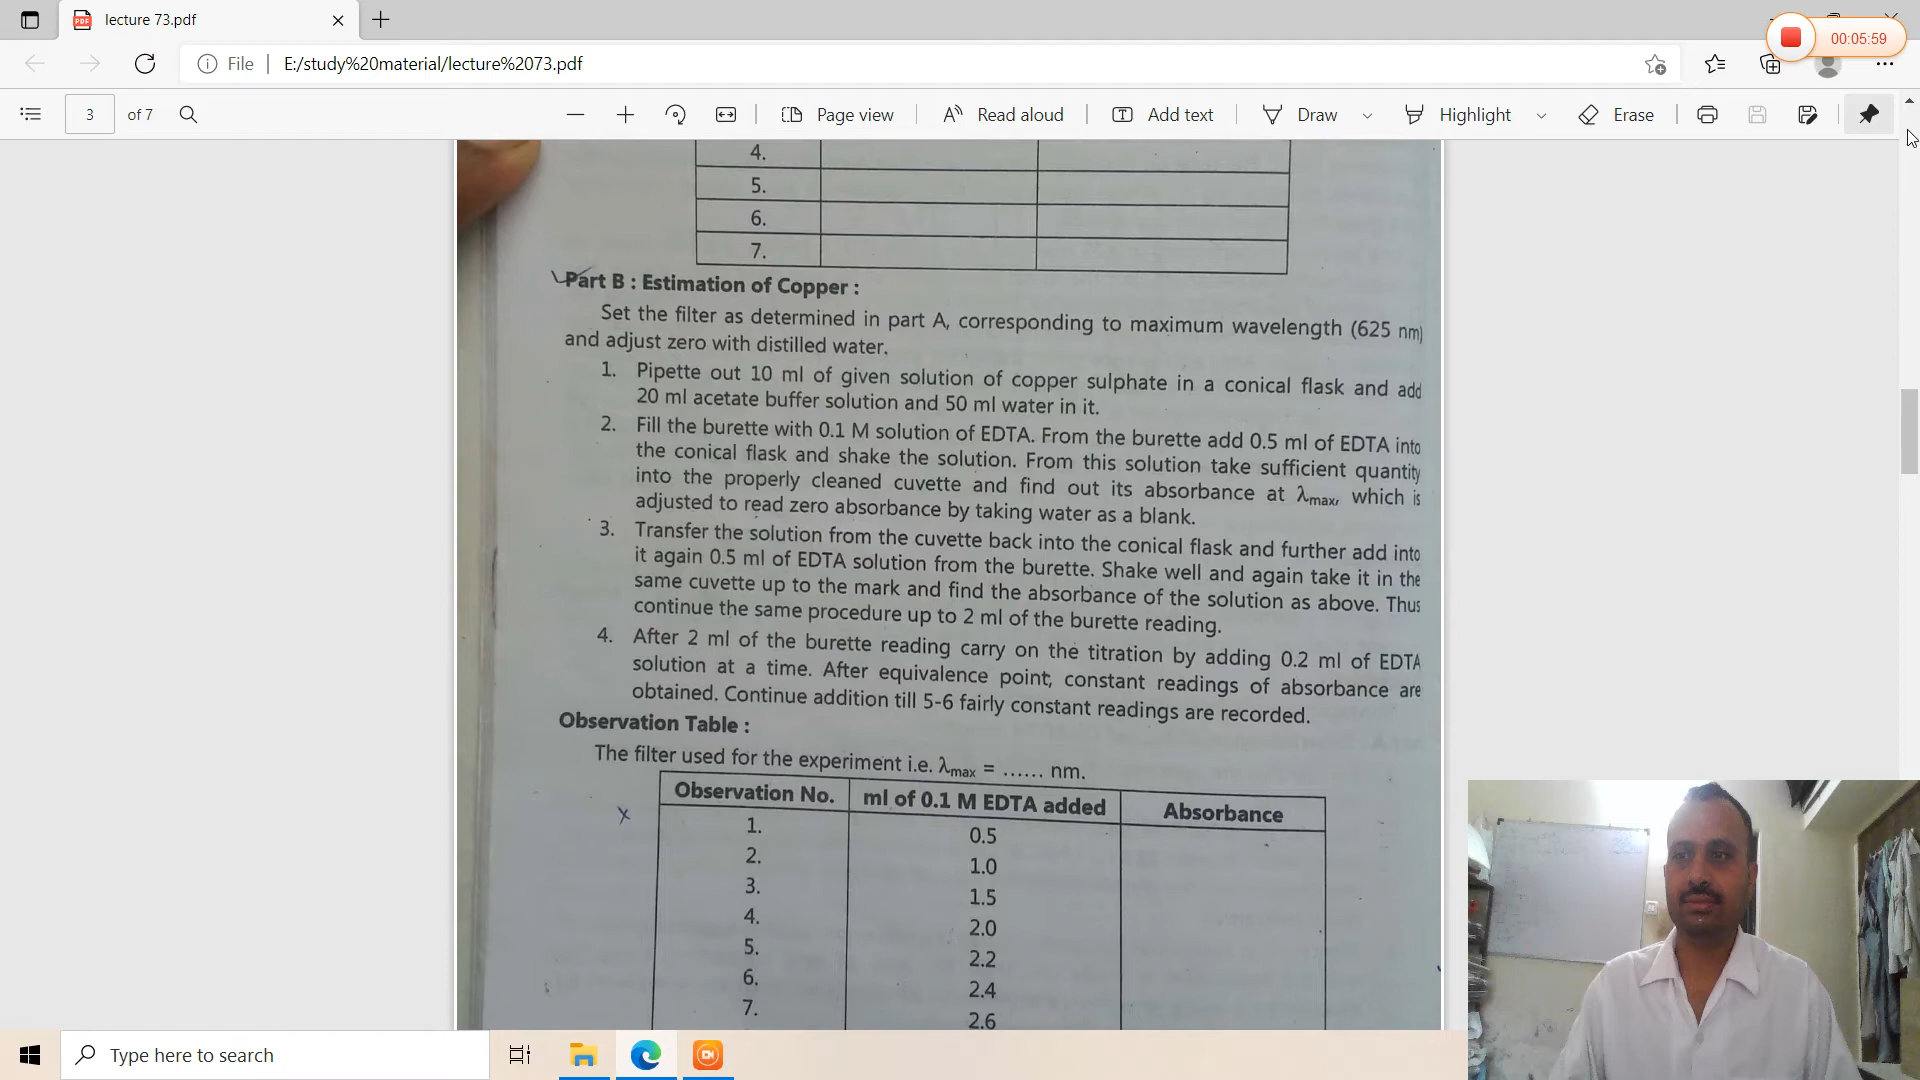 lecture 73.pdf
00:05:59
File
E:/study%20material/lecture%2073.pdf
3 of 7
Page view
Read aloud
Add text
Draw
Highlight
Erase
4.
5.
6.
7.
Part B : Estimation of Copper :
Set the filter as determined in part A, corresponding to maximum wavelength (625 nm)
and adjust zero with distilled water.
1. Pipette out 10 ml of given solution of copper sulphate in a conical flask and add
20 ml acetate buffer solution and 50 ml water in it.
2. Fill the burette with 0.1 M solution of EDTA. From the burette add 0.5 ml of EDTA into
the conical flask and shake the solution. From this solution take sufficient quantity
into the properly cleaned cuvette and find out its absorbance at λmax, which is
adjusted to read zero absorbance by taking water as a blank.
3. Transfer the solution from the cuvette back into the conical flask and further add into
it again 0.5 ml of EDTA solution from the burette. Shake well and again take it in the
same cuvette up to the mark and find the absorbance of the solution as above. Thus
continue the same procedure up to 2 ml of the burette reading.
4. After 2 ml of the burette reading carry on the titration by adding 0.2 ml of EDTA
solution at a time. After equivalence point, constant readings of absorbance are
obtained. Continue addition till 5-6 fairly constant readings are recorded.
Observation Table :
The filter used for the experiment i.e. λmax = ...... nm.
Observation No. ml of 0.1 M EDTA added Absorbance
x
1. 0.5
2. 1.0
3. 1.5
4. 2.0
5. 2.2
6. 2.4
7. 2.6
Type here to search